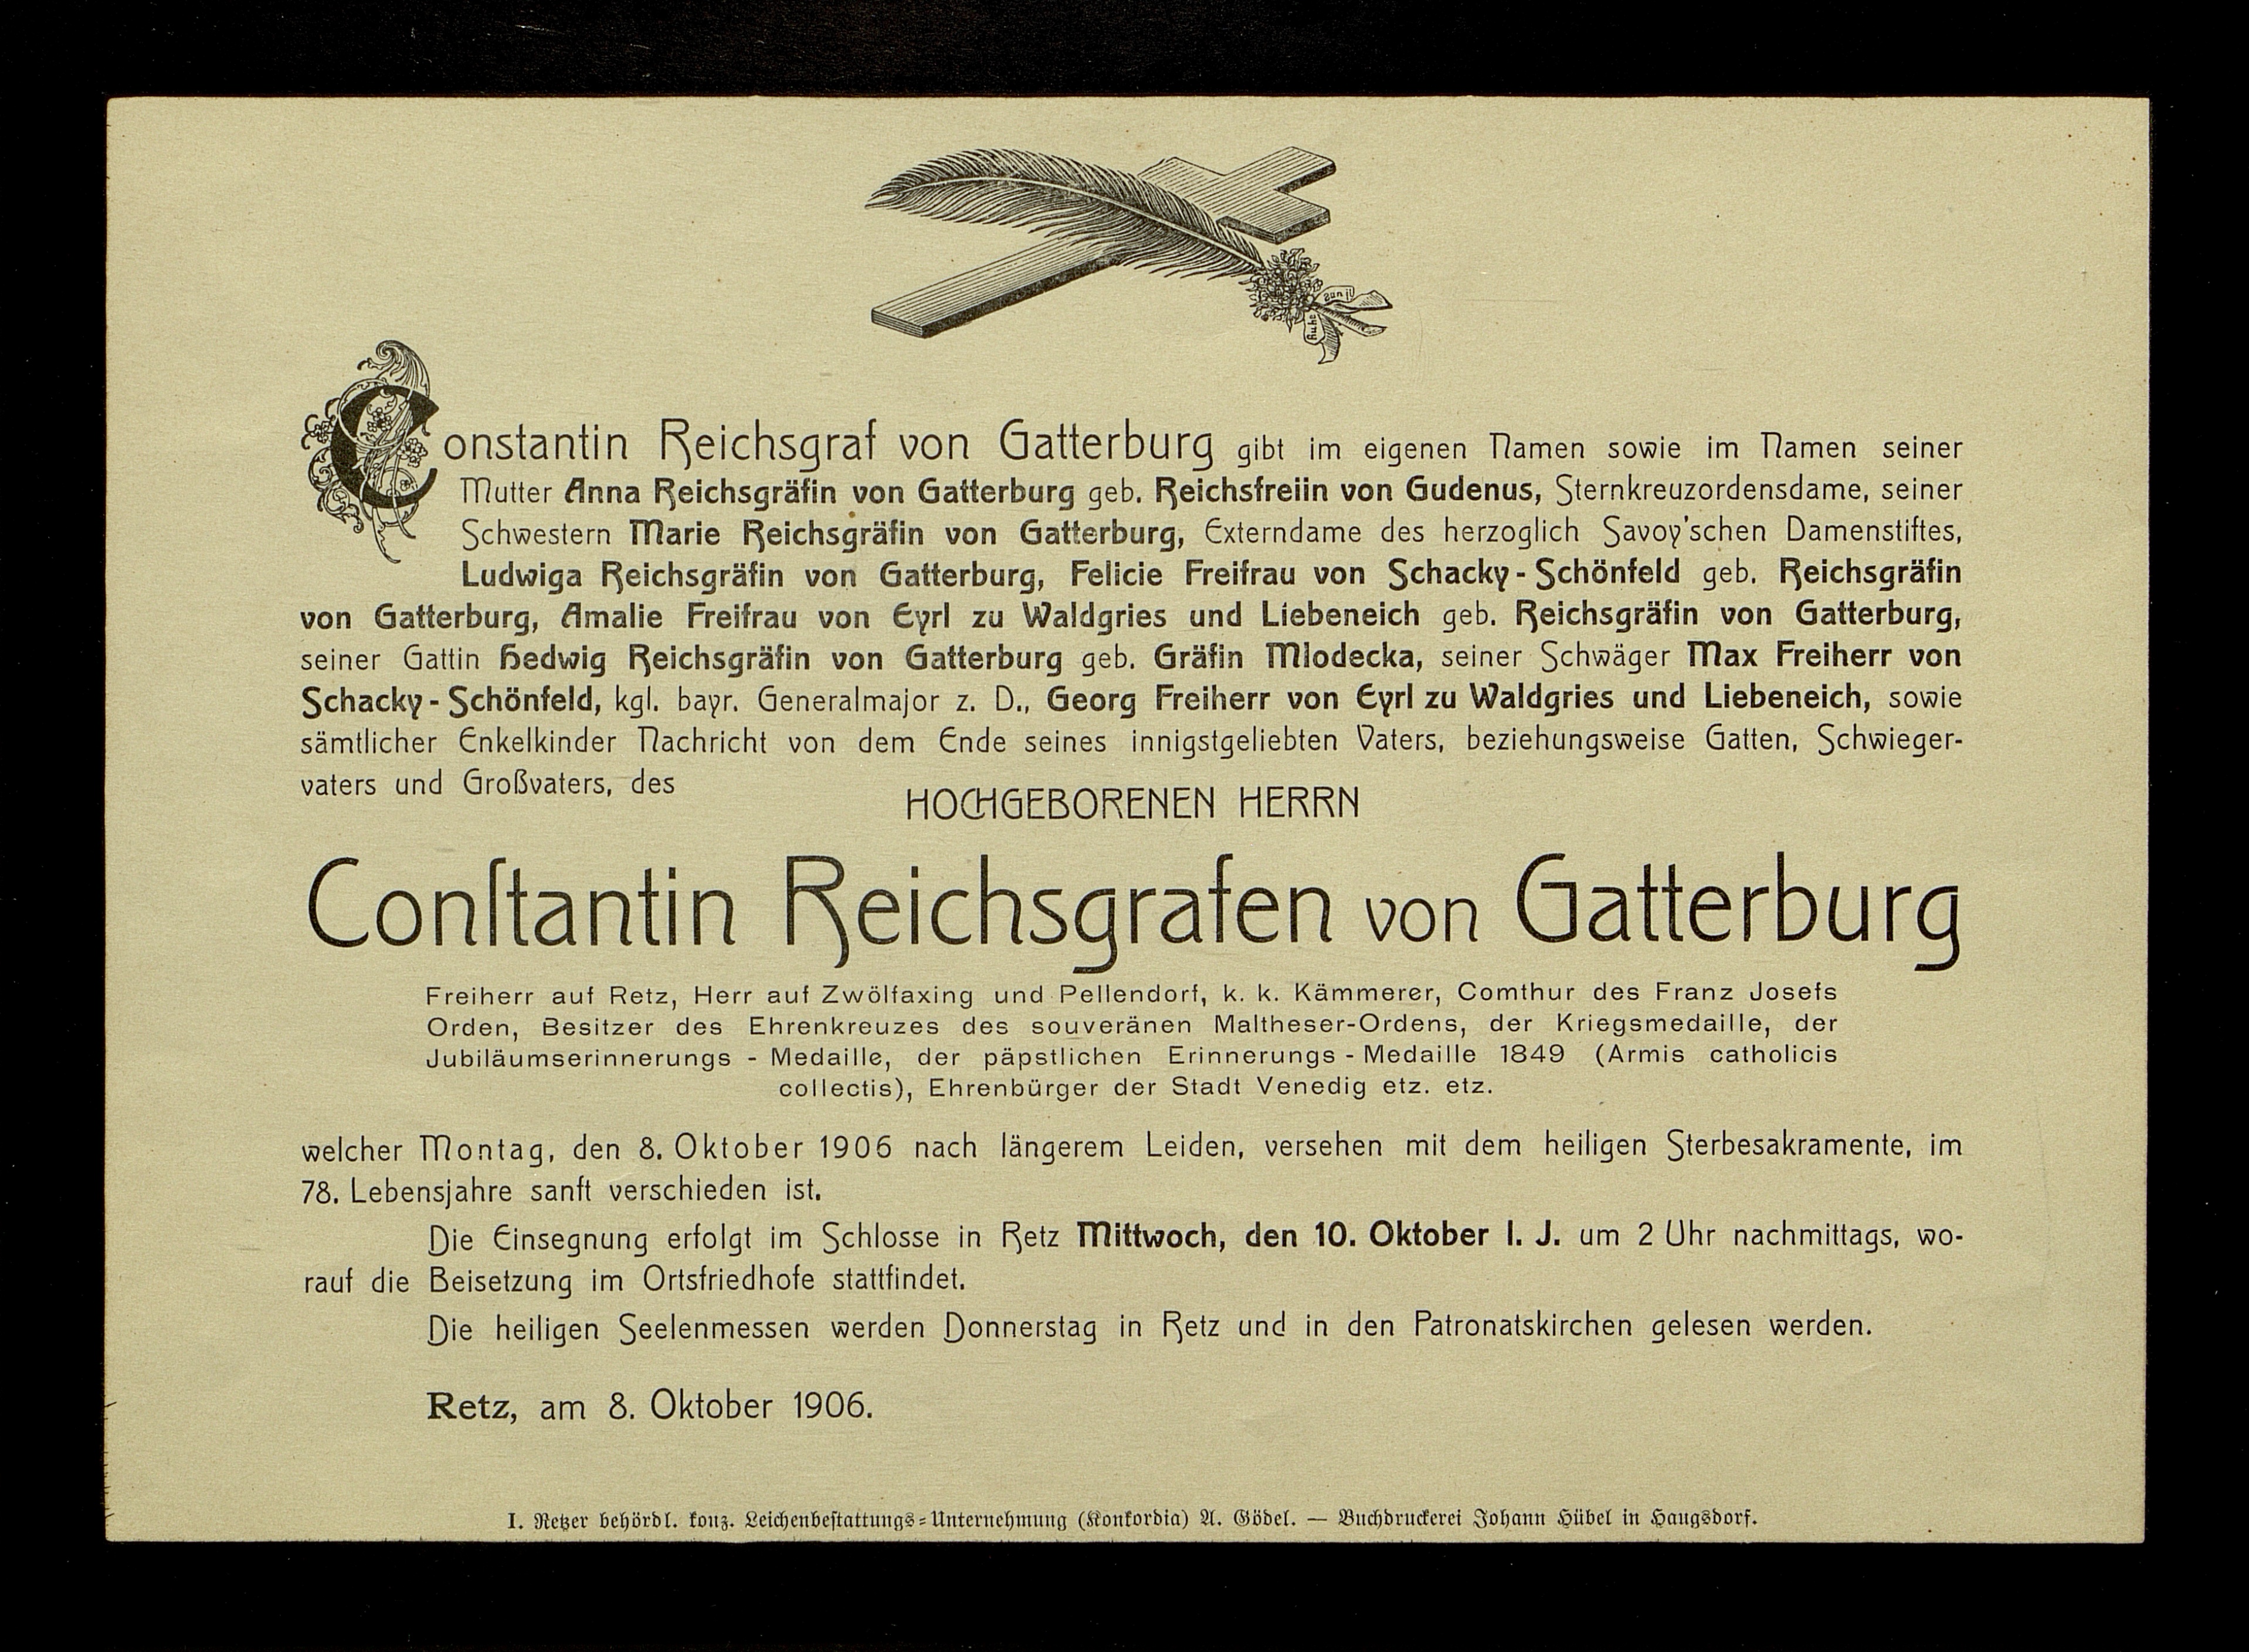 Ruhe
sanft
Constantin Reichsgraf von Gatterburg gibt im eigenen Namen sowie im Namen seiner
Mutter Anna Reichsgräfin von Gatterburg geb. Reichsfreiin von Gudenus, Sternkreuzordensdame, seiner
Schwestern Marie Reichsgräfin von Gatterburg, Externdame des herzoglich Savoy'schen Damenstiftes,
Ludwiga Reichsgräfin von Gatterburg, Felicie Freifrau von Schacky-Schönfeld geb. Reichsgräfin
von Gatterburg, Amalie Freifrau von Eyrl zu Waldgries und Liebeneich geb. Reichsgräfin von Gatterburg,
seiner Gattin Hedwig Reichsgräfin von Gatterburg geb. Gräfin Mlodecka, seiner Schwäger Max Freiherr von
Schacky-Schönfeld, kgl. bayr. Generalmajor z. D., Georg Freiherr von Eyrl zu Waldgries und Liebeneich, sowie
sämtlicher Enkelkinder Nachricht von dem Ende seines innigstgeliebten Vaters, beziehungsweise Gatten, Schwieger-
vaters und Großvaters, des
HOCHGEBORENEN HERRN
Conſtantin Reichsgrafen von Gatterburg
Freiherr auf Retz, Herr auf Zwölfaxing und Pellendorf, k. k. Kämmerer, Comthur des Franz Josefs
Orden, Besitzer des Ehrenkreuzes des souveränen Maltheser-Ordens, der Kriegsmedaille, der
Jubiläumserinnerungs - Medaille, der päpstlichen Erinnerungs - Medaille 1849 (Armis catholicis
collectis), Ehrenbürger der Stadt Venedig etz. etz.
welcher Montag, den 8. Oktober 1906 nach längerem Leiden, versehen mit dem heiligen Sterbesakramente, im
78. Lebensjahre sanft verschieden ist.
Die Einsegnung erfolgt im Schlosse in Retz Mittwoch, den 10. Oktober l. J. um 2 Uhr nachmittags, wo-
rauf die Beisetzung im Ortsfriedhofe stattfindet.
Die heiligen Seelenmessen werden Donnerstag in Retz und in den Patronatskirchen gelesen werden.
Retz, am 8. Oktober 1906.
I. Retzer behördl. konz. Leichenbeſtattungs-Unternehmung (Konkordia) A. Gödel. — Buchdruckerei Johann Hübel in Haugsdorf.